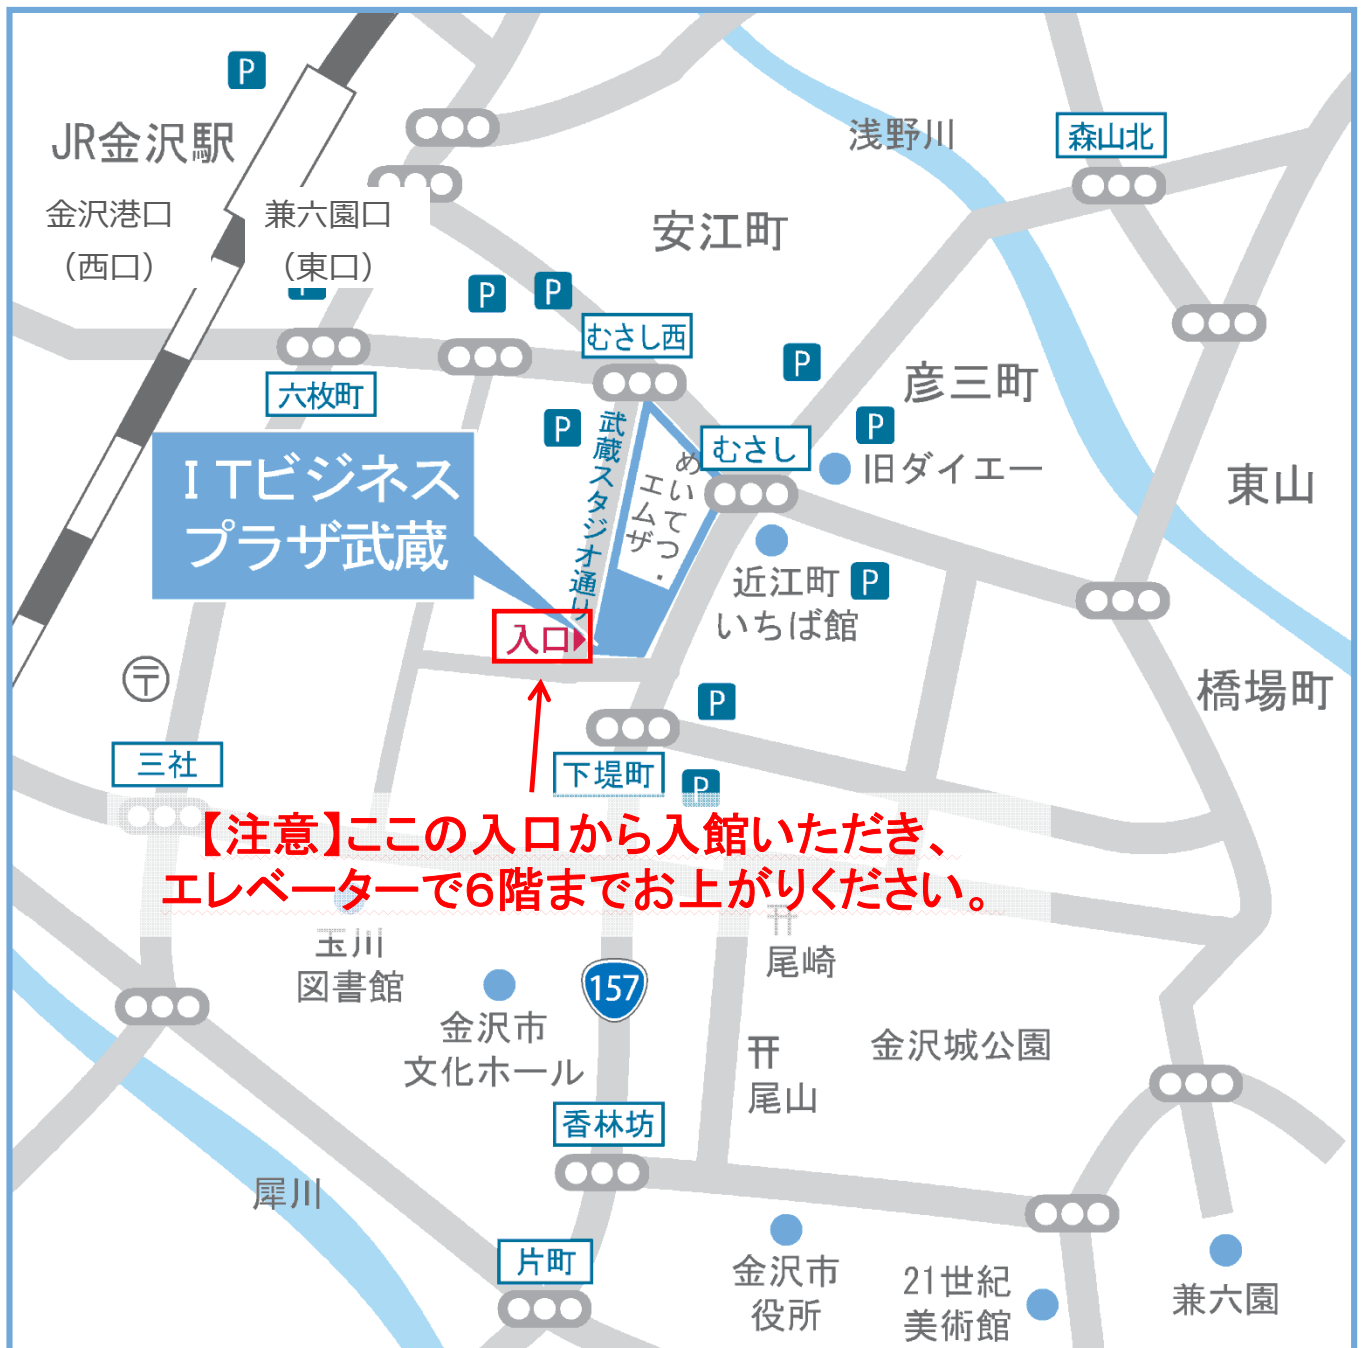 P
JR金沢駅
金沢港口
（西口）
兼六園口
（東口）
浅野川
森山北
安江町
P
P
むさし西
六枚町
P
彦三町
P
P
むさし
旧ダイエー
東山
ITビジネス
プラザ武蔵
武蔵スタジオ通り
めいてつ・
エムザ
近江町
いちば館
P
入口
橋場町
〒
P
三社
下堤町
P
【注意】ここの入口から入館いただき、
エレベーターで6階までお上がりください。
玉川
図書館
尾崎
157
金沢市
文化ホール
金沢城公園
尾山
香林坊
犀川
片町
金沢市
役所
21世紀
美術館
兼六園